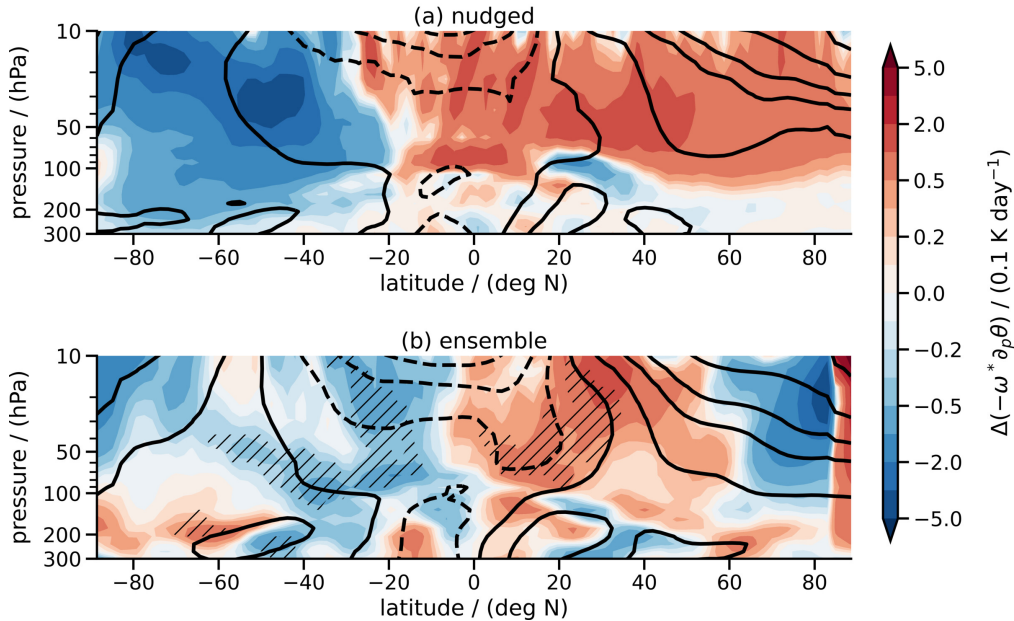 (a) nudged
pressure / (hPa)
10
50
100
200
300
−80 −60 −40 −20 0 20 40 60 80
latitude / (deg N)
(b) ensemble
pressure / (hPa)
10
50
100
200
300
−80 −60 −40 −20 0 20 40 60 80
latitude / (deg N)
5.0
2.0
0.5
0.2
0.0
−0.2
−0.5
−2.0
−5.0
Δ(−ω* ∂pθ) / (0.1 K day⁻¹)